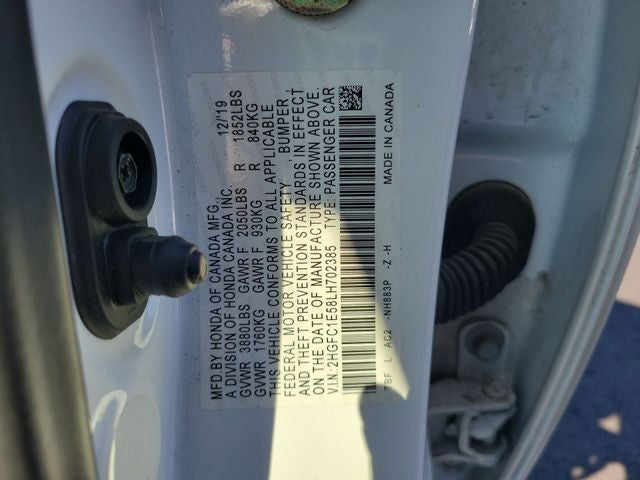 MFD BY HONDA OF CANADA MFG., 12/19
A DIVISION OF HONDA CANADA INC.
GVWR 3880LBS GAWR F 2050LBS R 1852LBS
GVWR 1760KG GAWR F 930KG R 840KG
THIS VEHICLE CONFORMS TO ALL APPLICABLE
FEDERAL MOTOR VEHICLE SAFETY , BUMPER ,
AND THEFT PREVENTION STANDARDS IN EFFECT
ON THE DATE OF MANUFACTURE SHOWN ABOVE.
V.I.N.:2HGFC1E58LH702385 TYPE: PASSENGER CAR
TBF L AC2 -NH883P -Z -H MADE IN CANADA